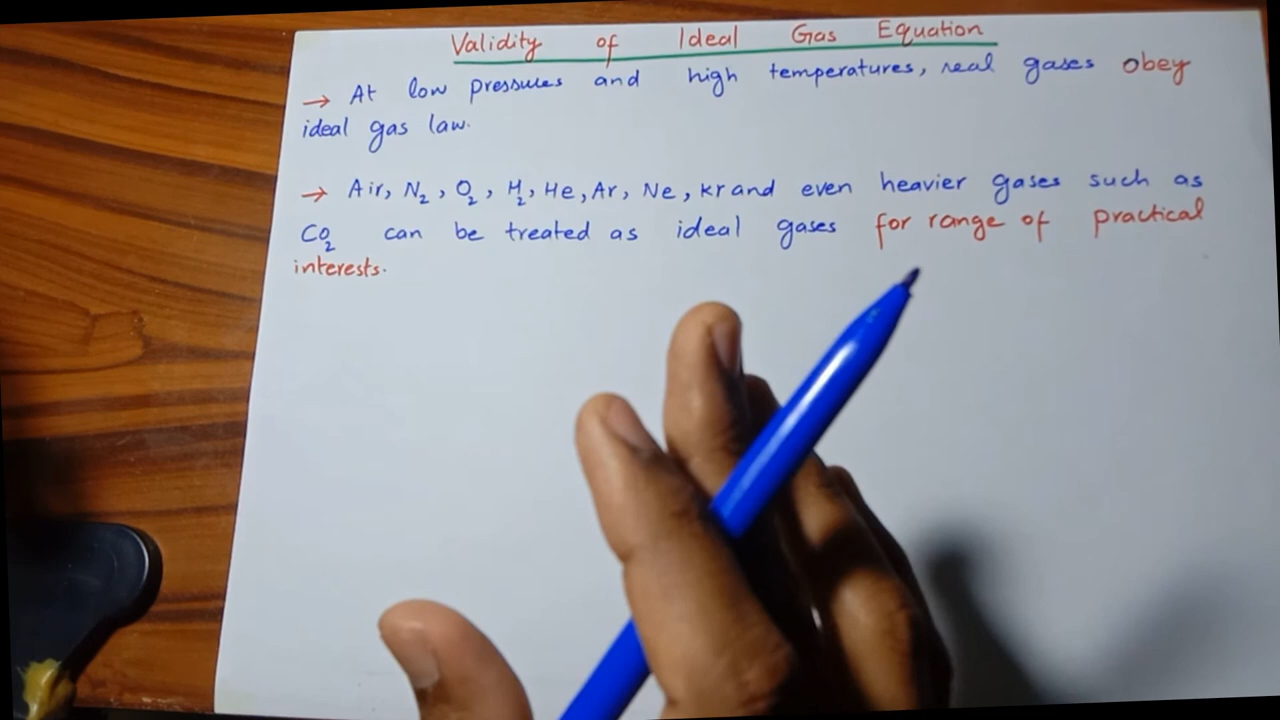 Validity of Ideal Gas Equation
→ At low pressures and high temperatures, real gases obey
ideal gas law.
→ Air, N₂, O₂, H₂, He, Ar, Ne, kr and even heavier gases such as
Co₂ can be treated as ideal gases for range of practical
interests.